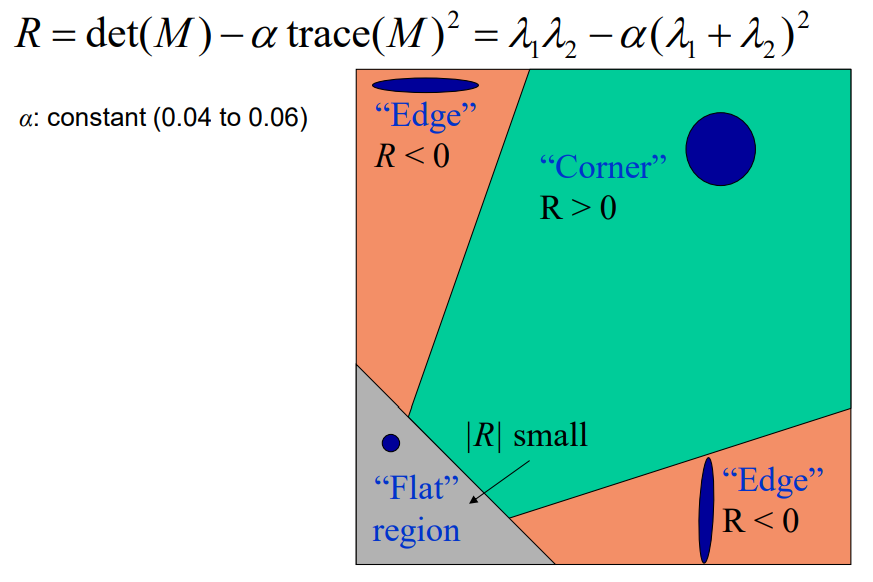 R = det(M) − α trace(M)² = λ₁λ₂ − α(λ₁ + λ₂)²
α: constant (0.04 to 0.06)
“Edge”
R < 0
“Corner”
R > 0
|R| small
“Flat”
region
“Edge”
R < 0